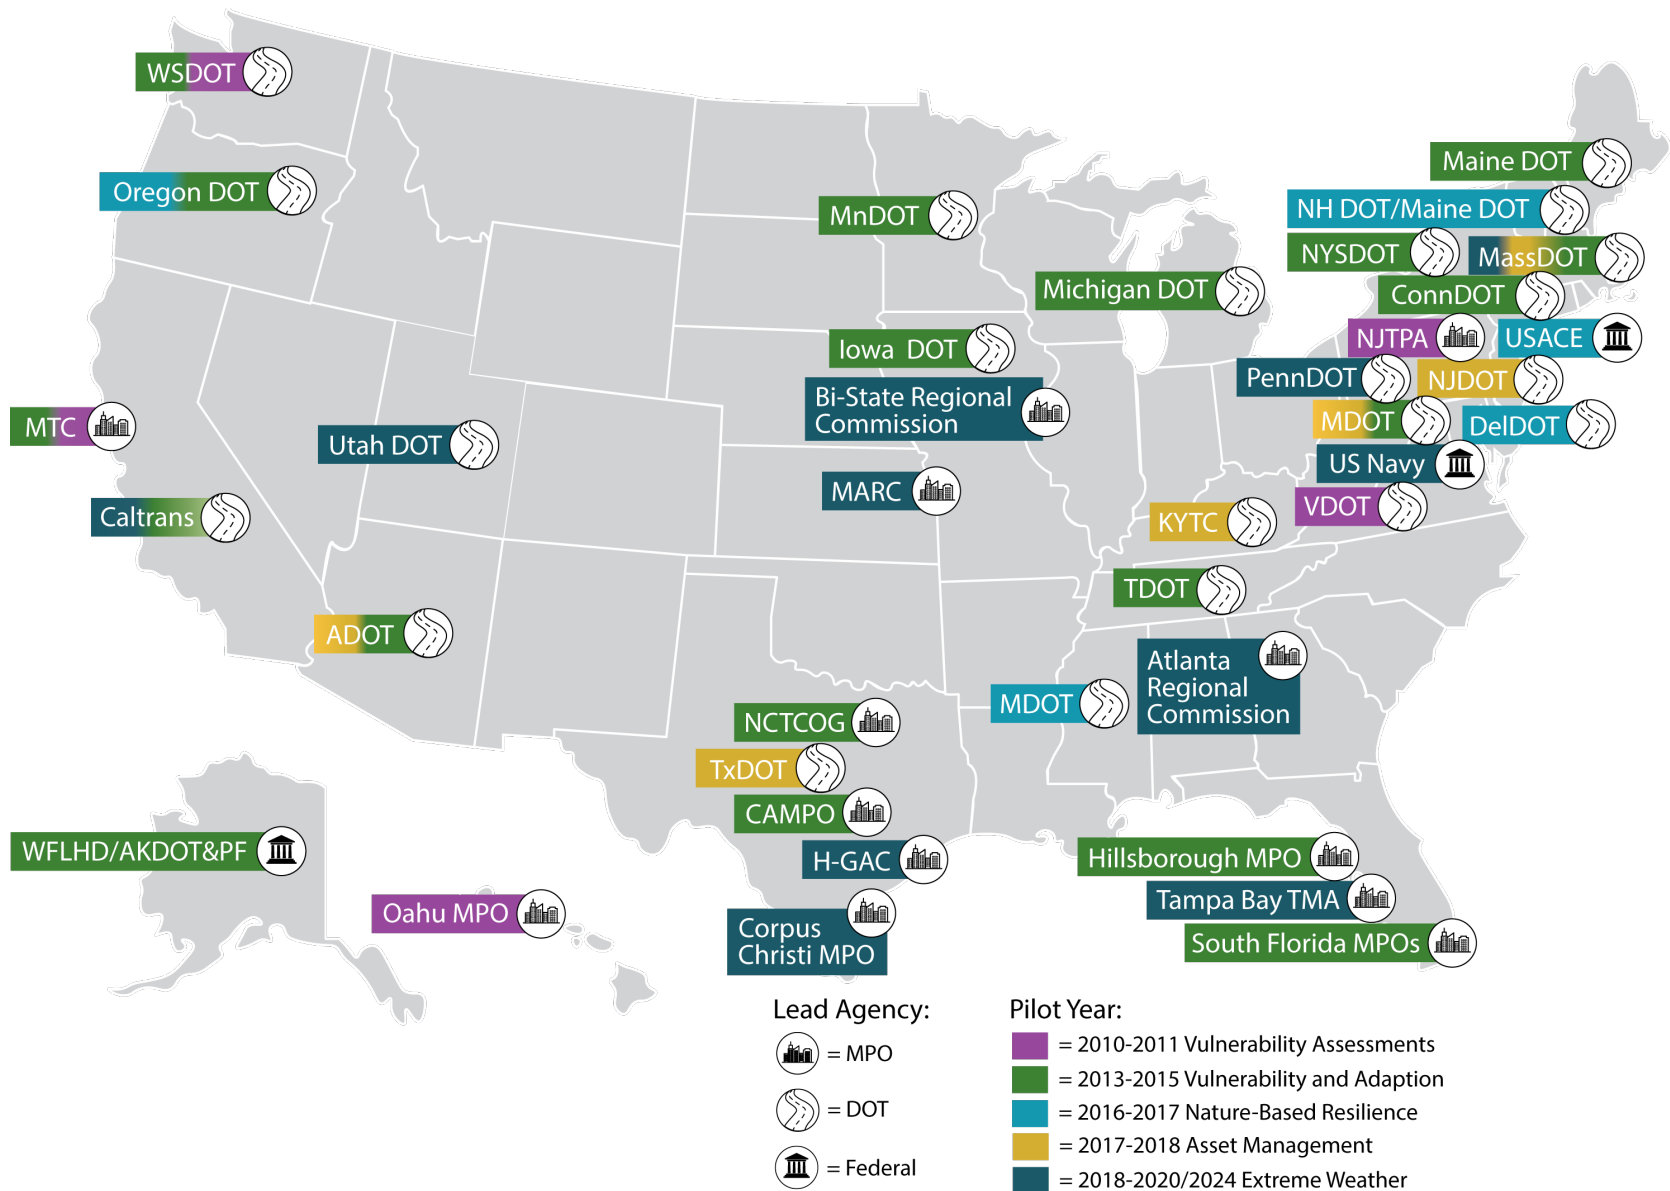 WSDOT
Oregon DOT
MTC
Caltrans
Utah DOT
ADOT
MnDOT
Michigan DOT
Iowa DOT
Bi-State Regional
Commission
MARC
Maine DOT
NH DOT/Maine DOT
NYSDOT
MassDOT
ConnDOT
NJTPA
USACE
PennDOT
NJDOT
MDOT
DelDOT
US Navy
VDOT
KYTC
TDOT
Atlanta
Regional
Commission
MDOT
NCTCOG
TxDOT
CAMPO
H-GAC
Corpus
Christi MPO
Hillsborough MPO
Tampa Bay TMA
South Florida MPOs
WFLHD/AKDOT&PF
Oahu MPO
Lead Agency:
= MPO
= DOT
= Federal
Pilot Year:
= 2010-2011 Vulnerability Assessments
= 2013-2015 Vulnerability and Adaption
= 2016-2017 Nature-Based Resilience
= 2017-2018 Asset Management
= 2018-2020/2024 Extreme Weather